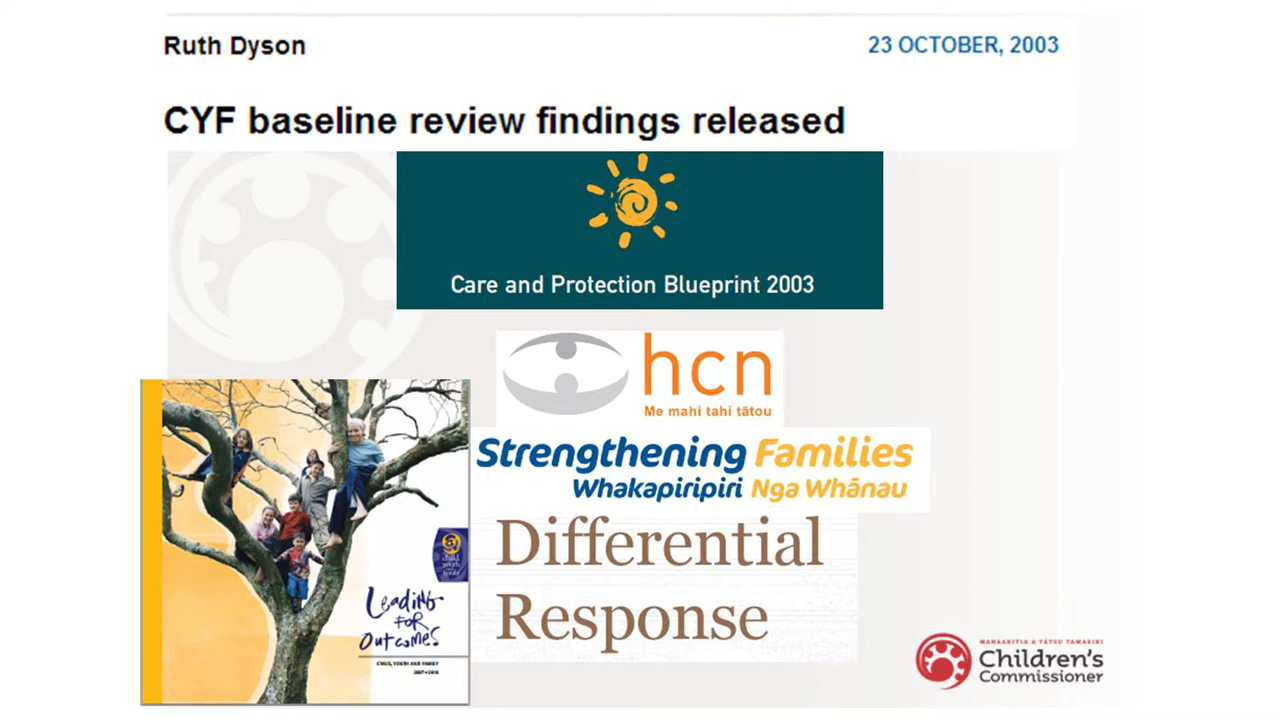 Ruth Dyson
23 OCTOBER, 2003
CYF baseline review findings released
Care and Protection Blueprint 2003
hcn
Me mahi tahi tātou
Strengthening Families
Whakapiripiri Nga Whānau
Differential
Response
Leading
FOR
Outcomes
CHILD, YOUTH AND FAMILY
MANAAKITIA A TĀTOU TAMARIKI
Children's
Commissioner